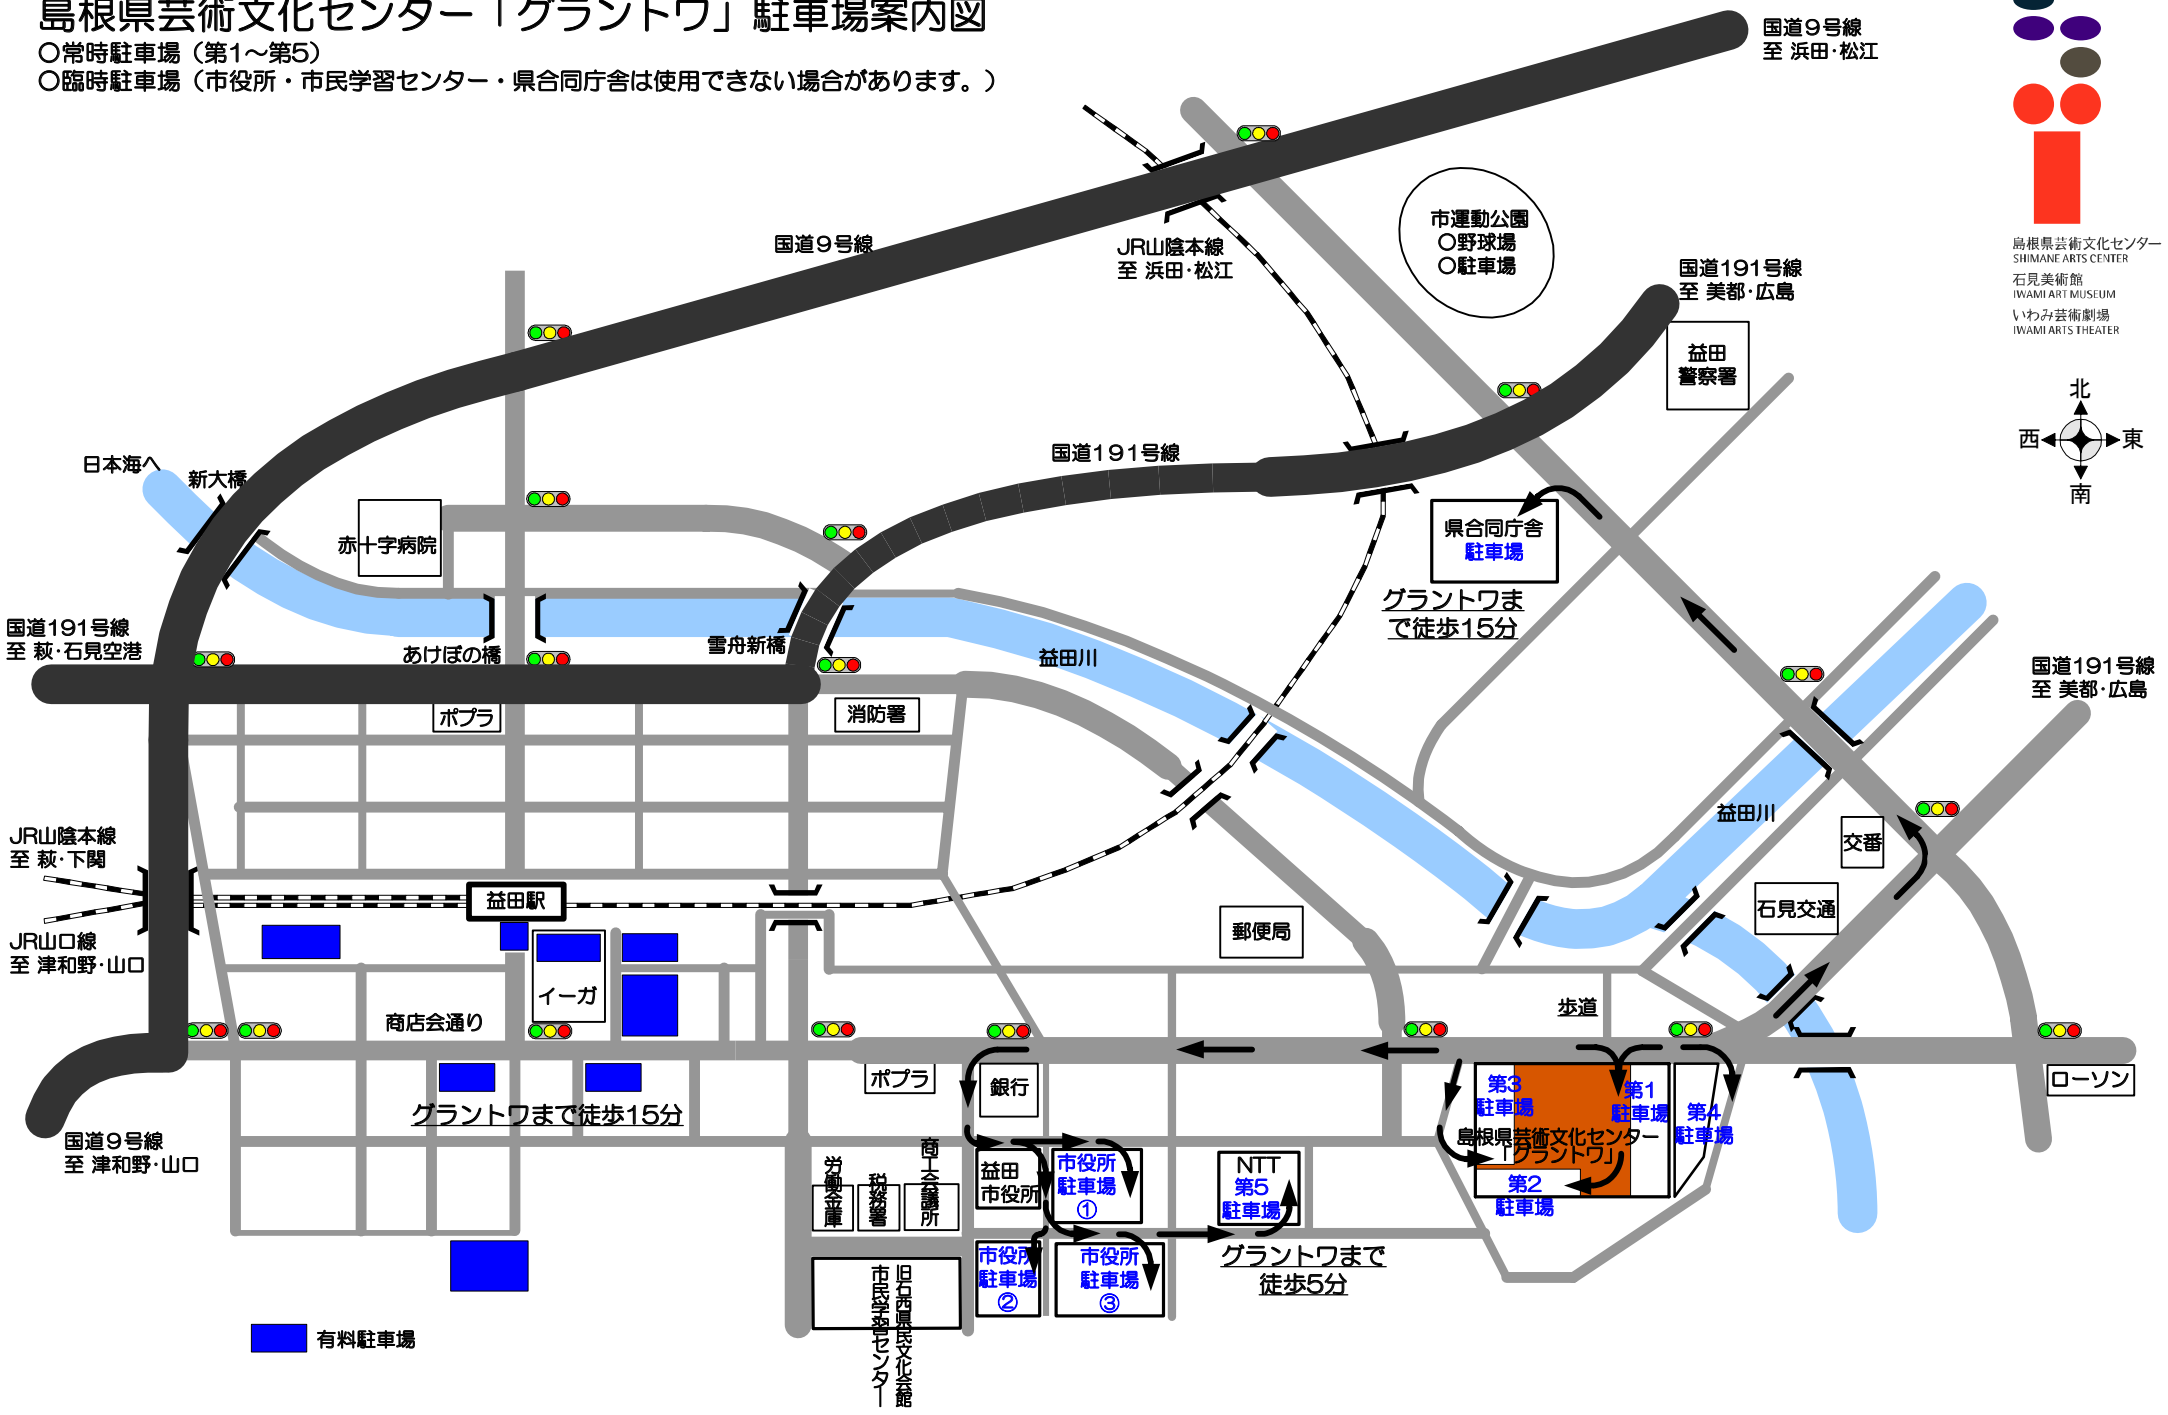 島根県芸術文化センター「グラントワ」駐車場案内図
○常時駐車場（第1～第5）
○臨時駐車場（市役所・市民学習センター・県合同庁舎は使用できない場合があります。）
国道9号線
至 浜田・松江
島根県芸術文化センター
SHIMANE ARTS CENTER
石見美術館
IWAMI ART MUSEUM
いわみ芸術劇場
IWAMI ARTS THEATER
北
西
東
南
国道9号線
JR山陰本線
至 浜田・松江
市運動公園
○野球場
○駐車場
国道191号線
至 美都・広島
益田
警察署
日本海へ
新大橋
国道191号線
赤十字病院
県合同庁舎
駐車場
グラントワま
で徒歩15分
国道191号線
至 萩・石見空港
あけぼの橋
雪舟新橋
益田川
国道191号線
至 美都・広島
ポプラ
消防署
益田川
交番
JR山陰本線
至 萩・下関
益田駅
石見交通
郵便局
JR山口線
至 津和野・山口
イーガ
商店会通り
歩道
ポプラ
銀行
ローソン
第3
駐車場
第1
駐車場
第4
駐車場
グラントワまで徒歩15分
国道9号線
至 津和野・山口
島根県芸術文化センター
「グラントワ」
第2
駐車場
労働金庫
税務署
商工会議所
益田
市役所
市役所
駐車場
①
NTT
第5
駐車場
市役所
駐車場
②
市役所
駐車場
③
グラントワまで
徒歩5分
旧石西県民文化会館
市民学習センター
有料駐車場